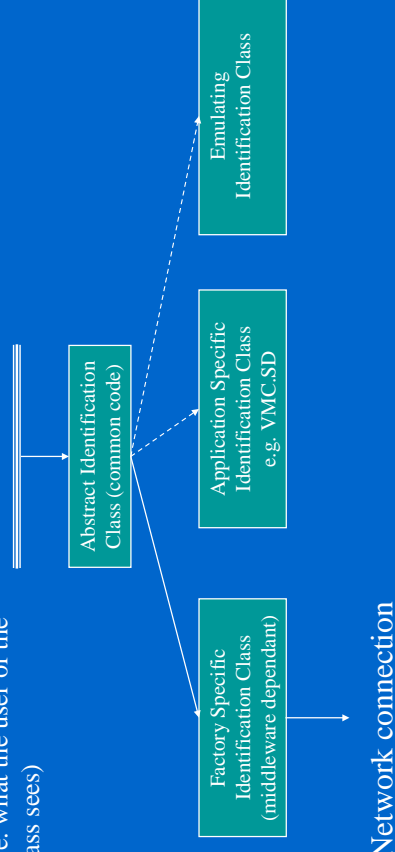 e. what the user of the
ass sees)
Abstract Identification
Class (common code)
Factory Specific
Identification Class
(middleware dependant)
Application Specific
Identification Class
e.g. VMC.SD
Emulating
Identification Class
Network connection